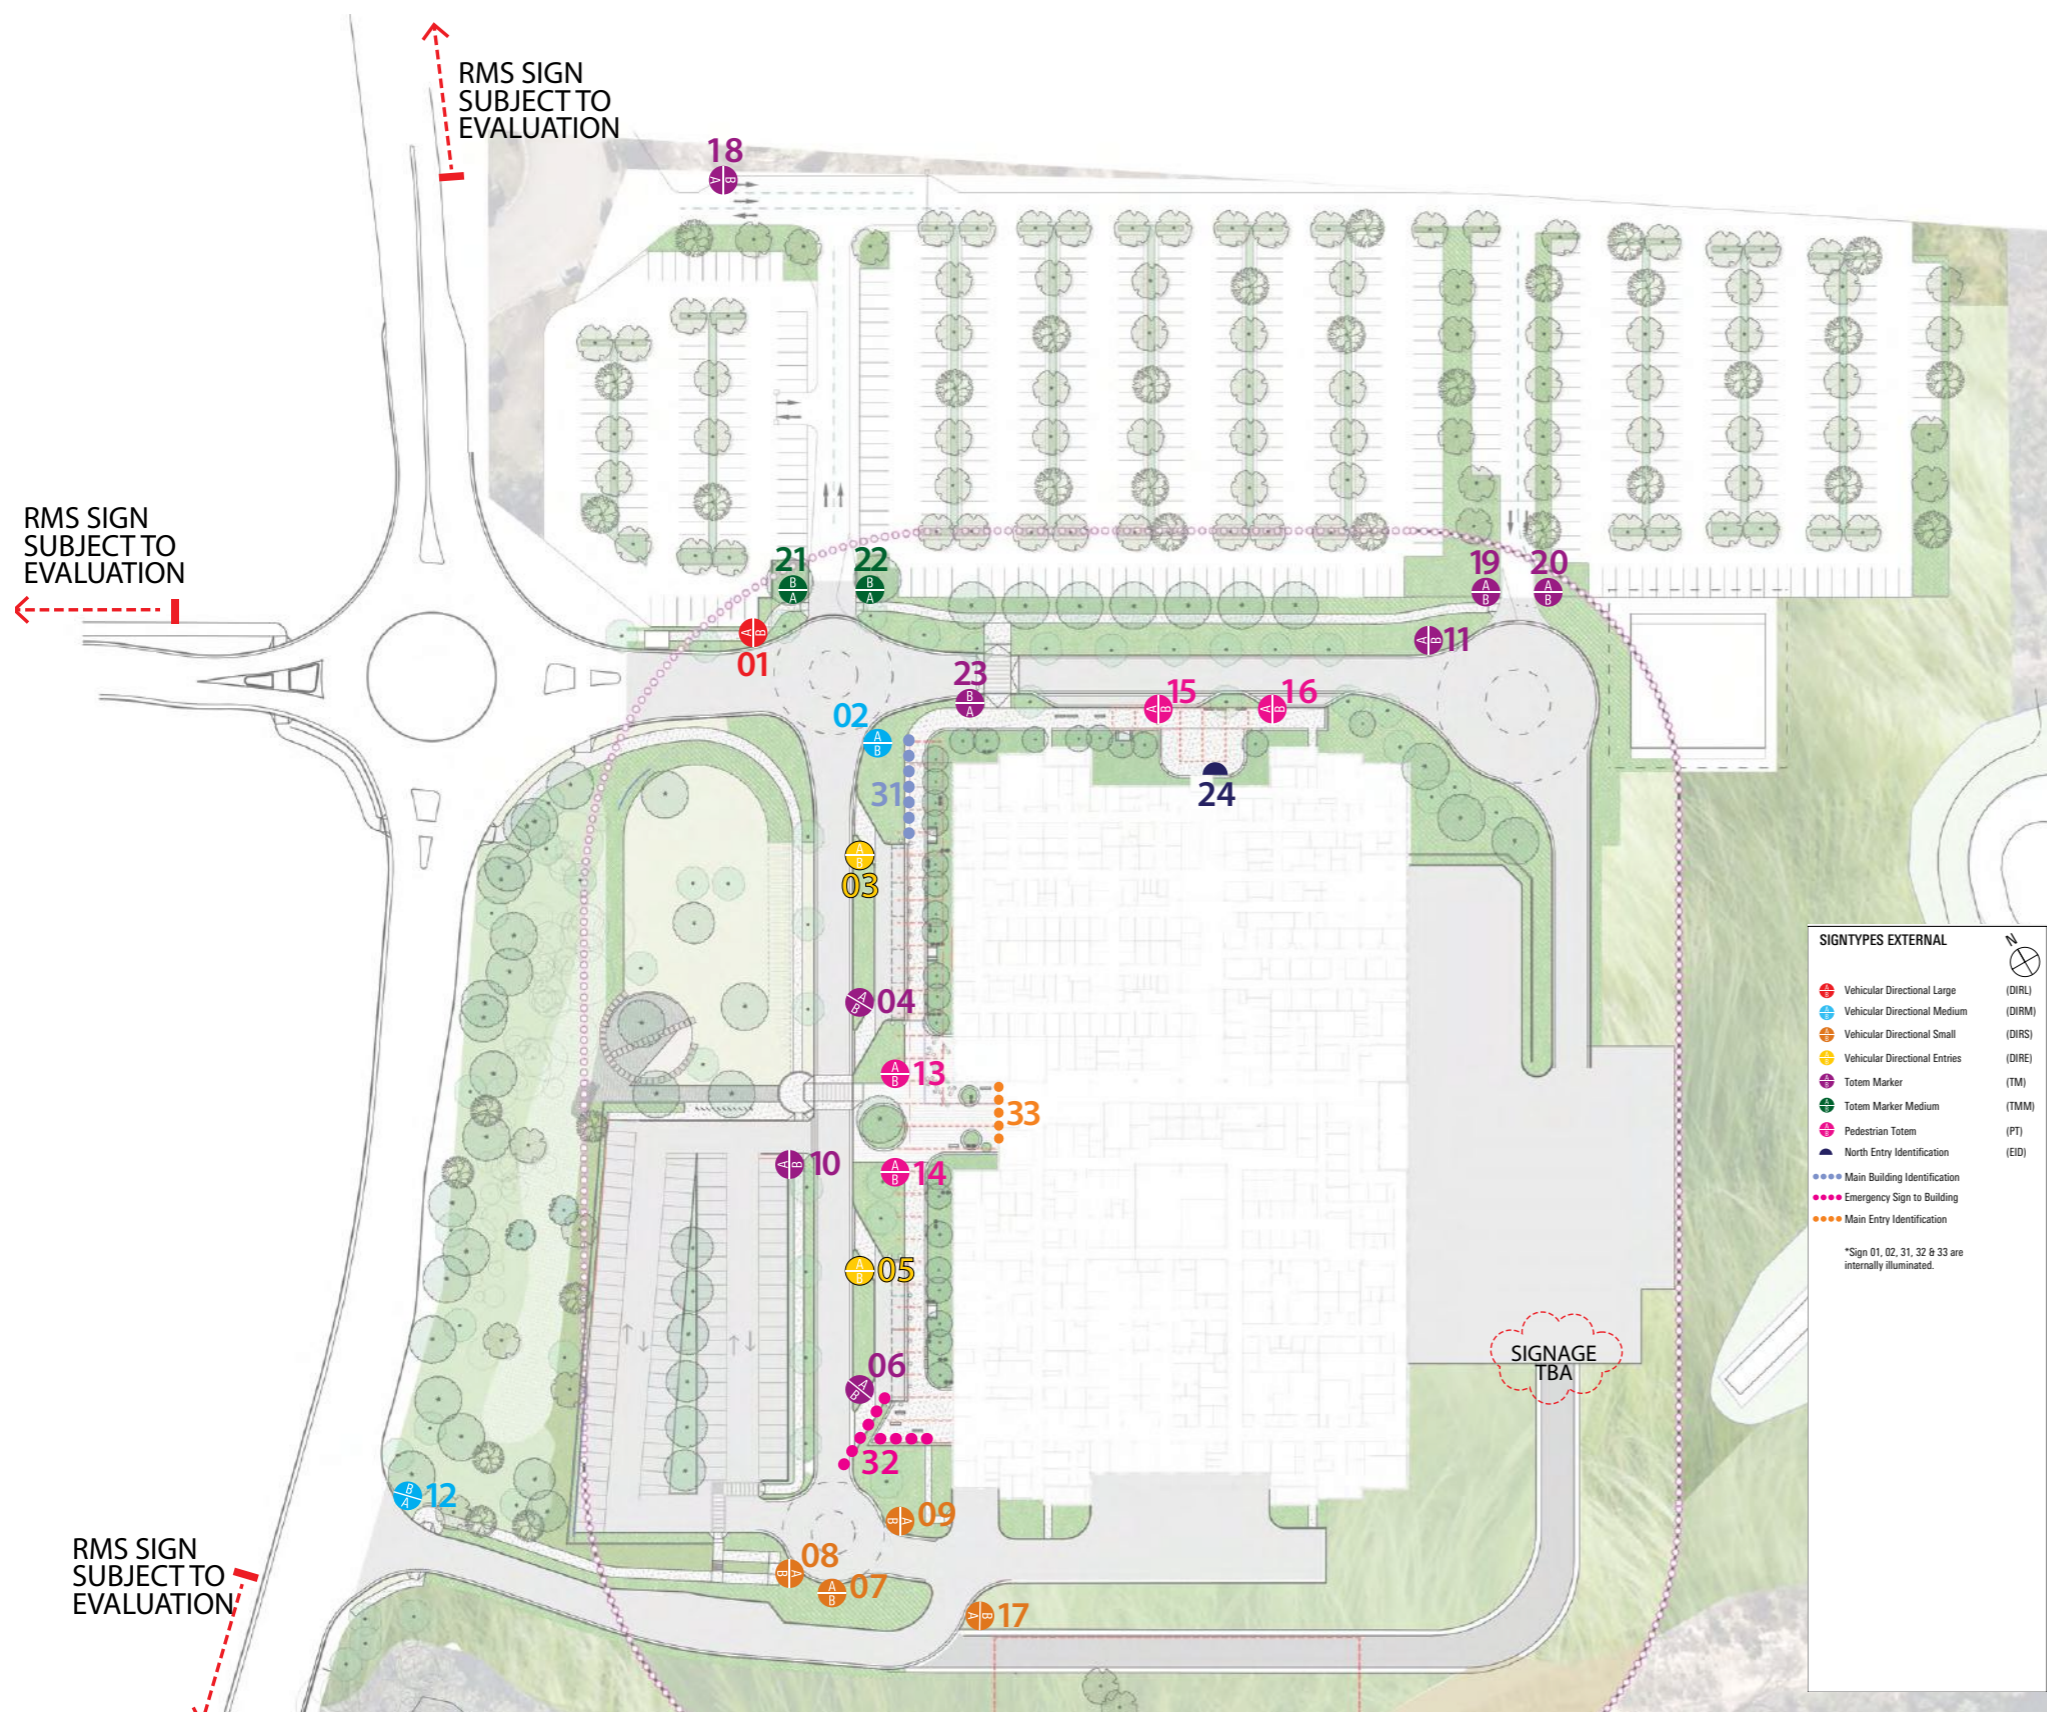 RMS SIGN
SUBJECT TO
EVALUATION
18
A B
RMS SIGN
SUBJECT TO
EVALUATION
21
B
A
22
B
A
19
A
B
20
A
B
01
A B
11
A B
23
B
A
15
A B
16
A B
02
A
B
31
24
03
A
B
04
A
B
13
A
B
33
10
A B
14
A
B
05
A
B
06
A
B
32
12
B
A
09
A
B
08
A
B
07
A
B
17
A B
RMS SIGN
SUBJECT TO
EVALUATION
SIGNAGE
TBA
SIGNTYPES EXTERNAL
N
Vehicular Directional Large (DIRL)
Vehicular Directional Medium (DIRM)
Vehicular Directional Small (DIRS)
Vehicular Directional Entries (DIRE)
Totem Marker (TM)
Totem Marker Medium (TMM)
Pedestrian Totem (PT)
North Entry Identification (EID)
Main Building Identification
Emergency Sign to Building
Main Entry Identification
*Sign 01, 02, 31, 32 & 33 are
internally illuminated.